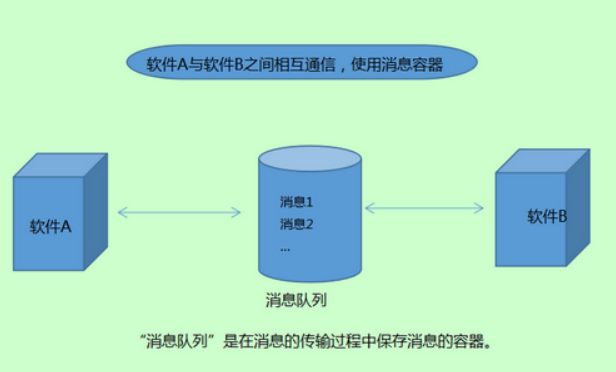 软件A与软件B之间相互通信，使用消息容器
软件A
消息1
消息2
...
软件B
消息队列
“消息队列”是在消息的传输过程中保存消息的容器。